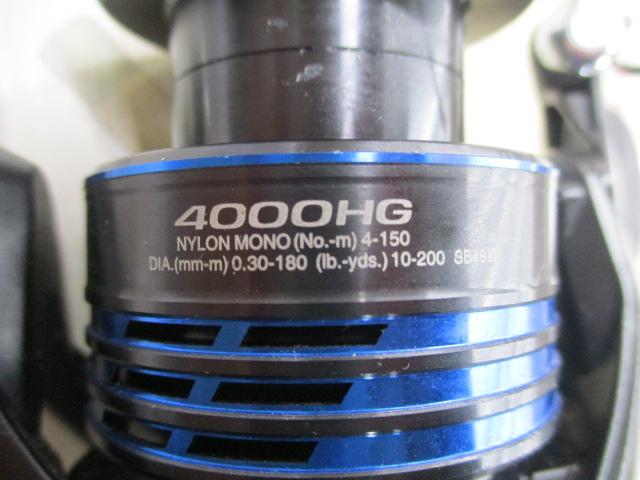 4000HG
NYLON MONO(No.-m) 4-150
DIA.(mm-m) 0.30-180 (lb.-yds.) 10-200